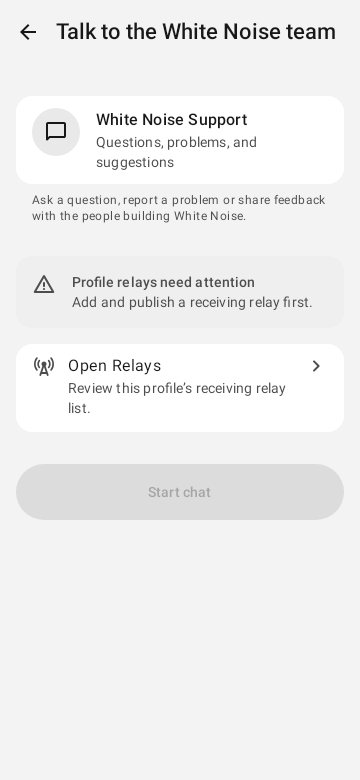 Talk to the White Noise team
White Noise Support
Questions, problems, and
suggestions
Ask a question, report a problem or share feedback
with the people building White Noise.
Profile relays need attention
Add and publish a receiving relay first.
Open Relays
Review this profile’s receiving relay
list.
Start chat